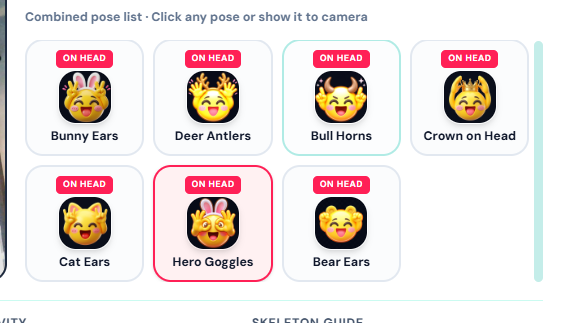 Combined pose list · Click any pose or show it to camera
ON HEAD
ON HEAD
ON HEAD
ON HEAD
Bunny Ears
Deer Antlers
Bull Horns
Crown on Head
ON HEAD
ON HEAD
ON HEAD
Cat Ears
Hero Goggles
Bear Ears
VITY
SKELETON GUIDE